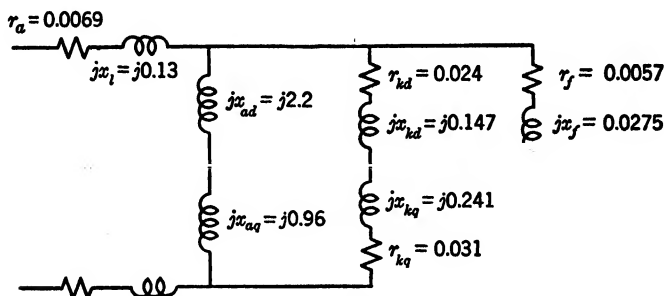 r_a = 0.0069
jx_l = j0.13
jx_ad = j2.2
r_kd = 0.024
r_f = 0.0057
jx_kd = j0.147
jx_f = 0.0275
jx_aq = j0.96
jx_kq = j0.241
r_kq = 0.031